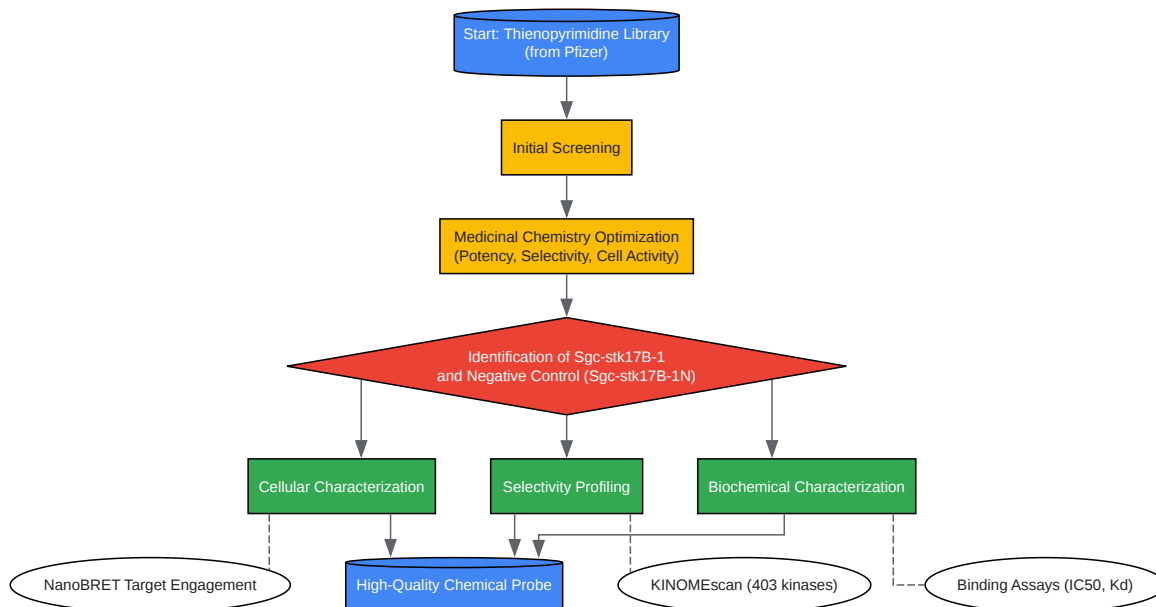 Start: Thienopyrimidine Library
(from Pfizer)
Initial Screening
Medicinal Chemistry Optimization
(Potency, Selectivity, Cell Activity)
Identification of Sgc-stk17B-1
and Negative Control (Sgc-stk17B-1N)
Cellular Characterization
Selectivity Profiling
Biochemical Characterization
NanoBRET Target Engagement
High-Quality Chemical Probe
KINOMEscan (403 kinases)
Binding Assays (IC50, Kd)